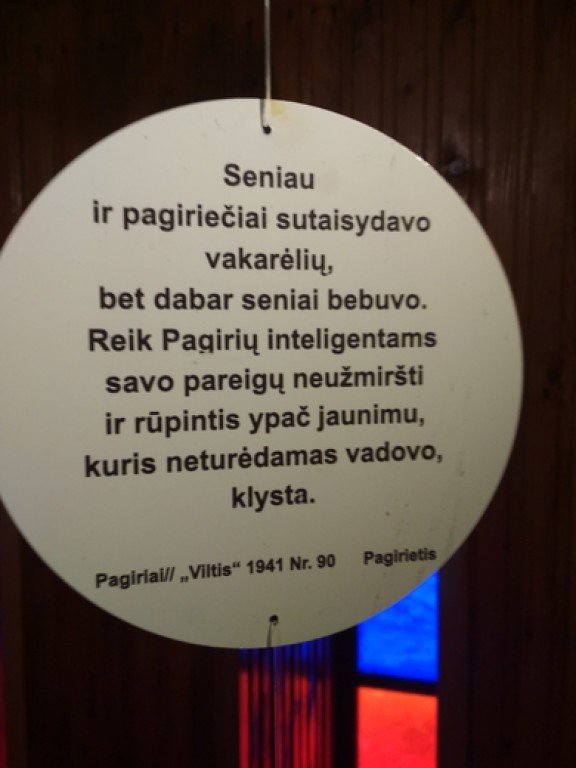 Seniau
ir pagiriečiai sutaisydavo
vakarėlių,
bet dabar seniai bebuvo.
Reik Pagirių inteligentams
savo pareigų neužmiršti
ir rūpintis ypač jaunimu,
kuris neturėdamas vadovo,
klysta.
Pagiriai// „Viltis“ 1941 Nr. 90 Pagirietis